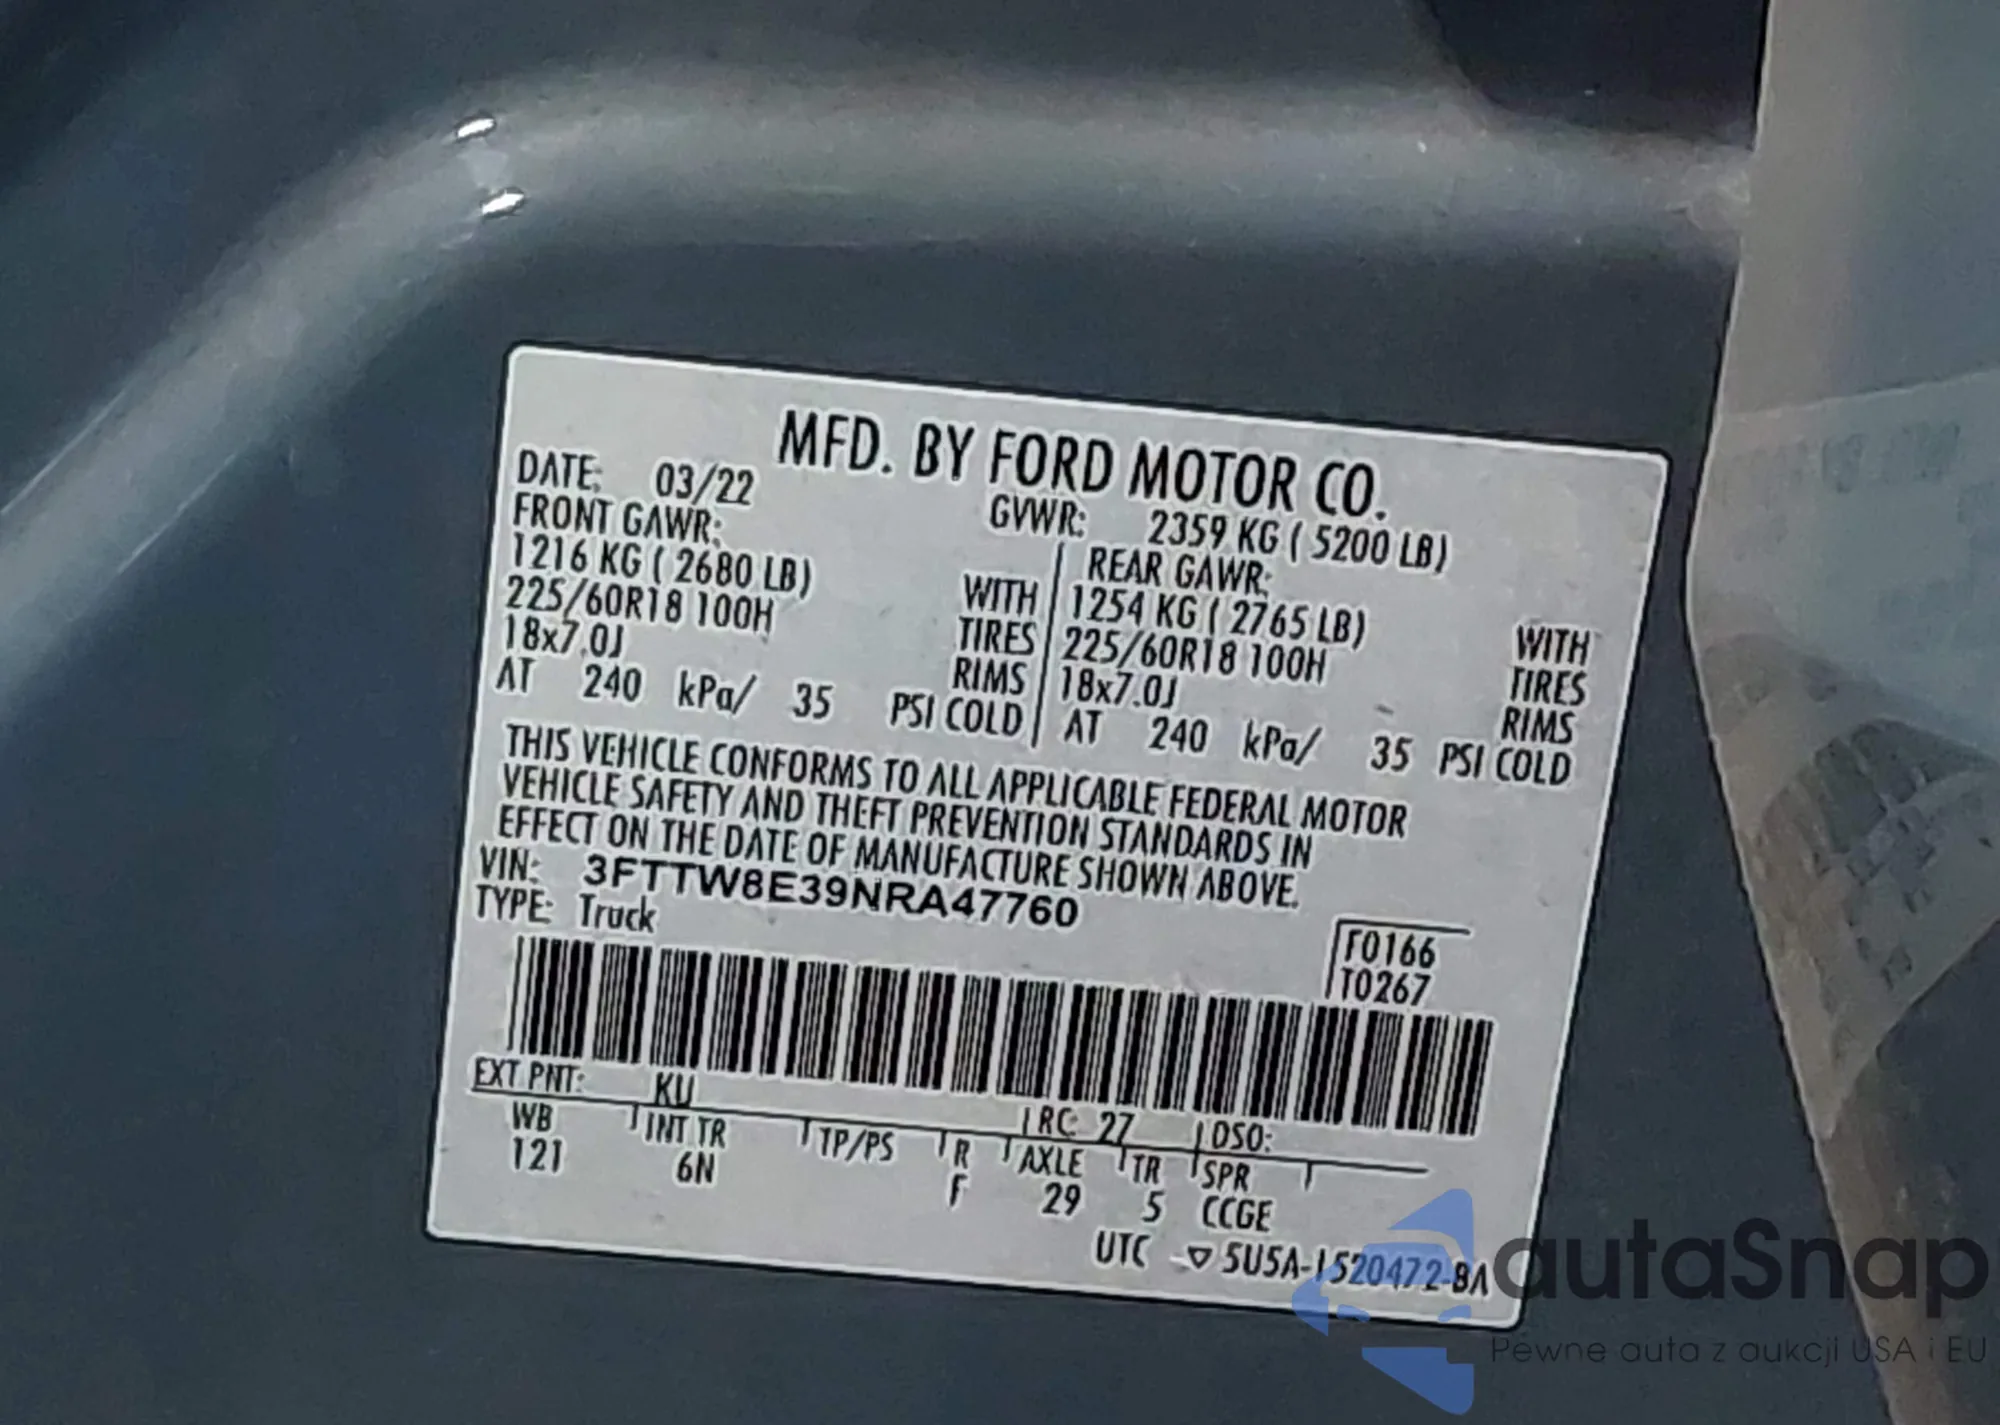 MFD. BY FORD MOTOR CO.
DATE: 03/22 GVWR: 2359 KG ( 5200 LB)
FRONT GAWR: REAR GAWR:
1216 KG ( 2680 LB) WITH 1254 KG ( 2765 LB) WITH
225/60R18 100H TIRES 225/60R18 100H TIRES
18x7.0J RIMS 18x7.0J RIMS
AT 240 kPa/ 35 PSI COLD AT 240 kPa/ 35 PSI COLD
THIS VEHICLE CONFORMS TO ALL APPLICABLE FEDERAL MOTOR
VEHICLE SAFETY AND THEFT PREVENTION STANDARDS IN
EFFECT ON THE DATE OF MANUFACTURE SHOWN ABOVE.
VIN: 3FTTW8E39NRA47760
TYPE: Truck
F0166
T0267
EXT PNT: KU RC: 27 DSO:
WB INT TR TP/PS R AXLE TR SPR
121 6N F 29 5 CCGE
UTC 5U5A-1520472-BA
autaSnap
Pewne auta z aukcji USA i EU